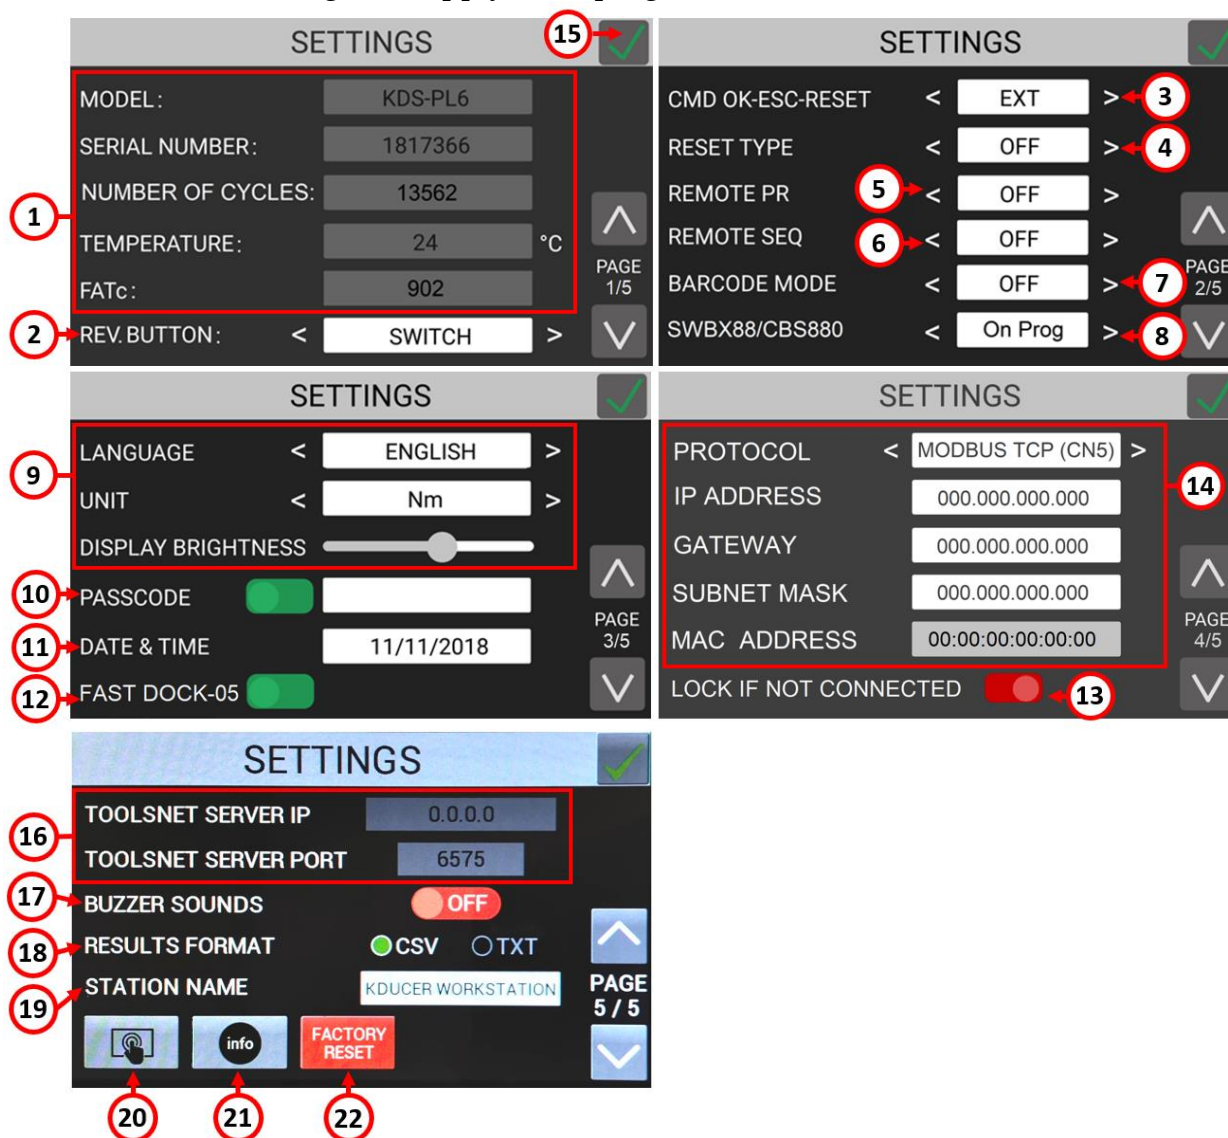 SETTINGS
15
MODEL:
KDS-PL6
SERIAL NUMBER:
1817366
NUMBER OF CYCLES:
13562
1
TEMPERATURE:
24
°C
FATc:
902
PAGE
1/5
2
REV. BUTTON:
<
SWITCH
>
SETTINGS
CMD OK-ESC-RESET
<
EXT
>
3
RESET TYPE
<
OFF
>
4
REMOTE PR
5
<
OFF
>
REMOTE SEQ
6
<
OFF
>
BARCODE MODE
<
OFF
>
7
PAGE
2/5
SWBX88/CBS880
<
On Prog
>
8
SETTINGS
9
LANGUAGE
<
ENGLISH
>
UNIT
<
Nm
>
DISPLAY BRIGHTNESS
10
PASSCODE
PAGE
3/5
11
DATE & TIME
11/11/2018
12
FAST DOCK-05
SETTINGS
PROTOCOL
<
MODBUS TCP (CN5)
>
14
IP ADDRESS
000.000.000.000
GATEWAY
000.000.000.000
SUBNET MASK
000.000.000.000
MAC ADDRESS
00:00:00:00:00:00
PAGE
4/5
LOCK IF NOT CONNECTED
13
SETTINGS
16
TOOLSNET SERVER IP
0.0.0.0
TOOLSNET SERVER PORT
6575
17
BUZZER SOUNDS
OFF
18
RESULTS FORMAT
CSV
TXT
19
STATION NAME
KDUCER WORKSTATION
PAGE
5 / 5
info
FACTORY
RESET
20
21
22